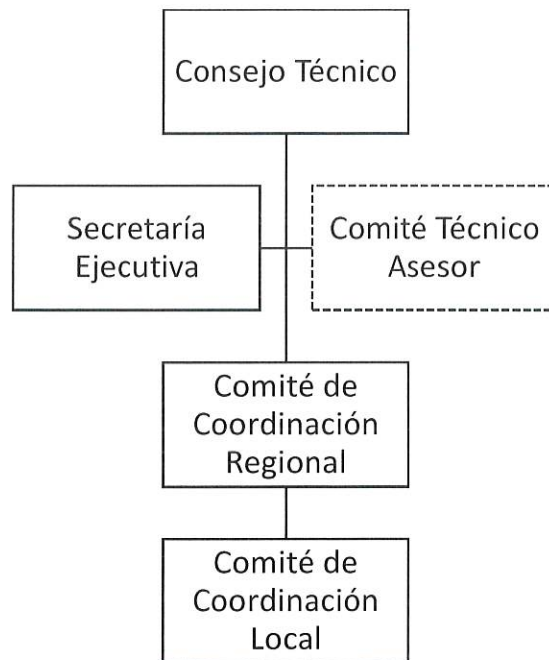 Consejo Técnico
Secretaría
Ejecutiva
Comité Técnico
Asesor
Comité de
Coordinación
Regional
Comité de
Coordinación
Local